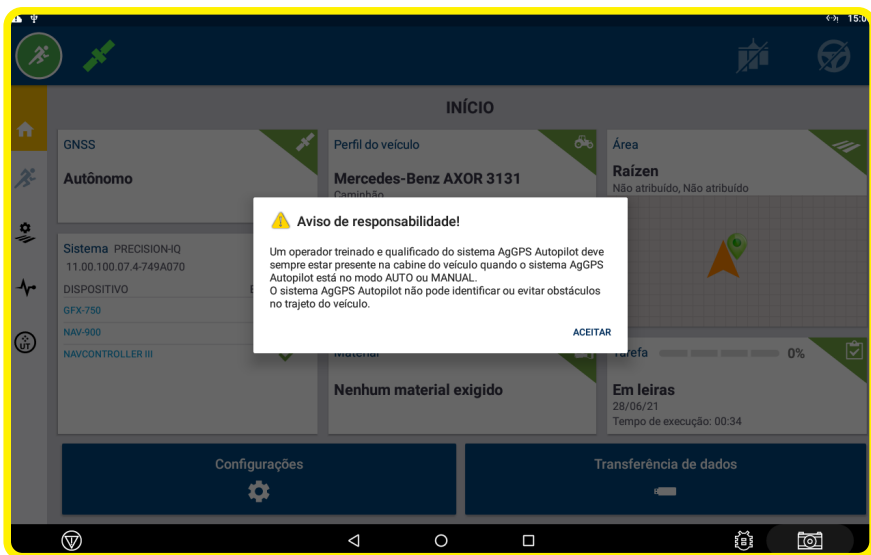 15:0
INÍCIO
GNSS
Autônomo
Perfil do veículo
Mercedes-Benz AXOR 3131
Caminhão
Área
Raízen
Não atribuído, Não atribuído
Aviso de responsabilidade!
Um operador treinado e qualificado do sistema AgGPS Autopilot deve
sempre estar presente na cabine do veículo quando o sistema AgGPS
Autopilot está no modo AUTO ou MANUAL.
O sistema AgGPS Autopilot não pode identificar ou evitar obstáculos
no trajeto do veículo.
ACEITAR
Sistema PRECISION-IQ
11.00.100.07.4-749A070
DISPOSITIVO
GFX-750
NAV-900
NAVCONTROLLER III
UT
Material
Nenhum material exigido
Tarefa 0%
Em leiras
28/06/21
Tempo de execução: 00:34
Configurações
Transferência de dados